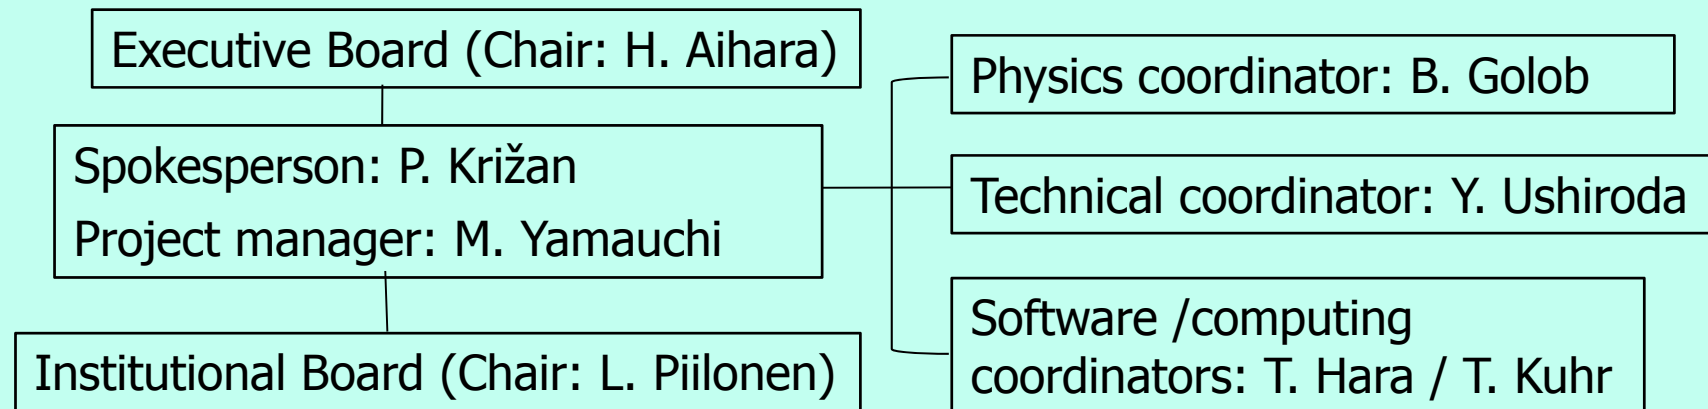 Executive Board (Chair: H. Aihara)
Spokesperson: P. Križan
Project manager: M. Yamauchi
Institutional Board (Chair: L. Piilonen)
Physics coordinator: B. Golob
Technical coordinator: Y. Ushiroda
Software /computing
coordinators: T. Hara / T. Kuhr